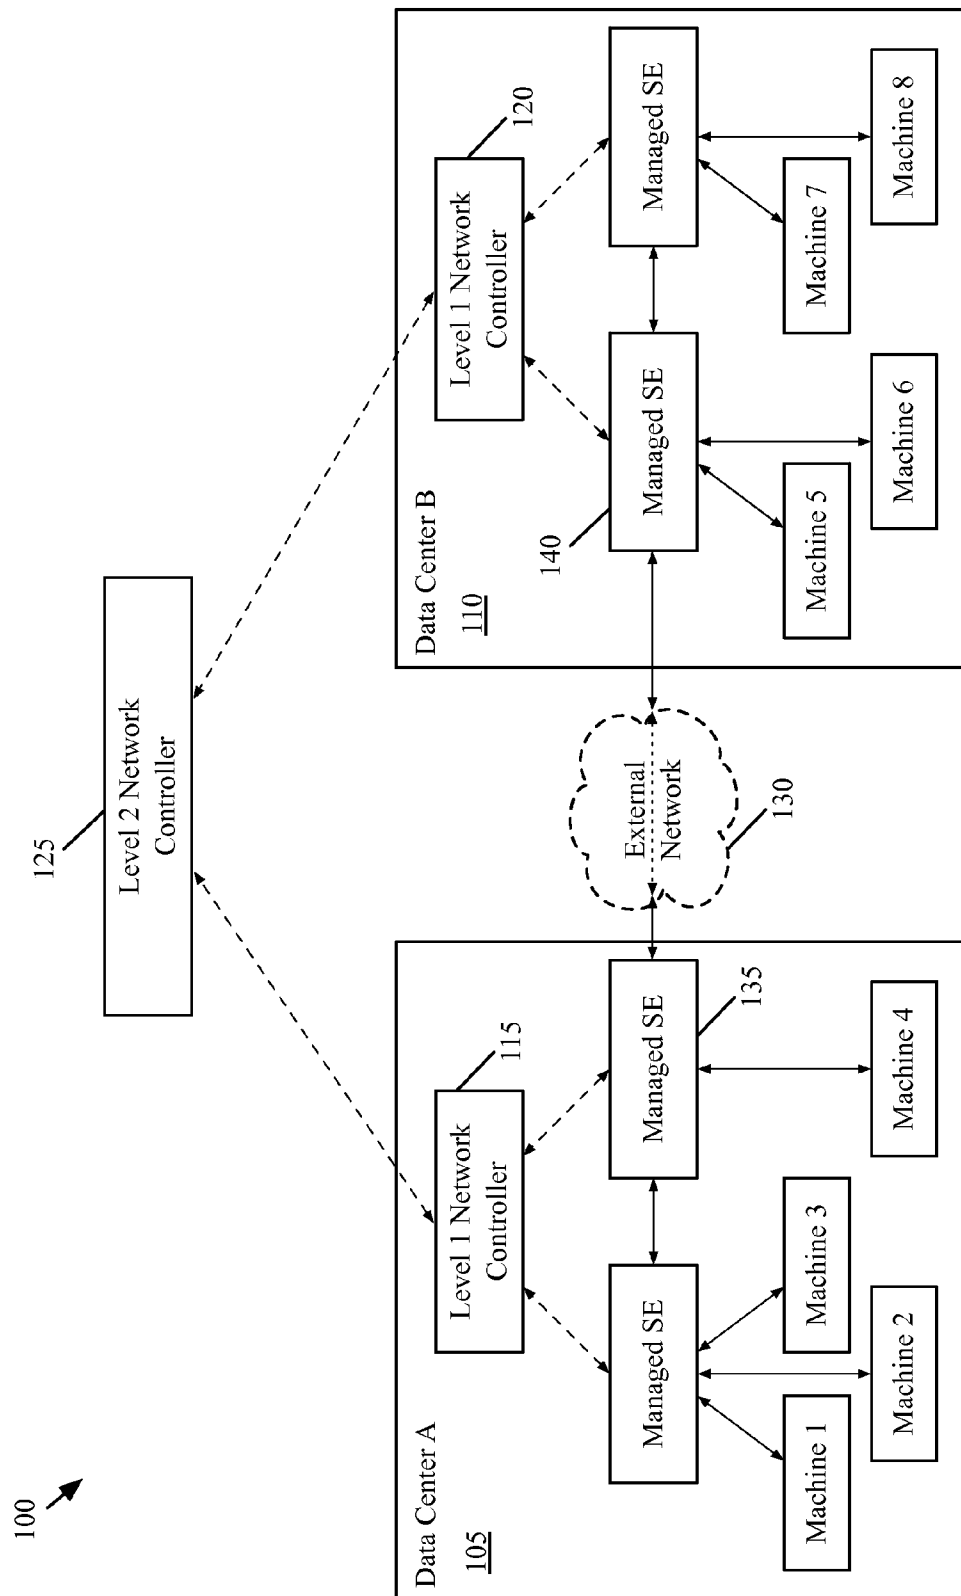 100
125
Level 2 Network
Controller
Data Center A
105
115
Level 1 Network
Controller
Managed SE
Managed SE
135
Machine 1
Machine 2
Machine 3
Machine 4
External
Network
130
Data Center B
110
120
Level 1 Network
Controller
140
Managed SE
Managed SE
Machine 5
Machine 6
Machine 7
Machine 8